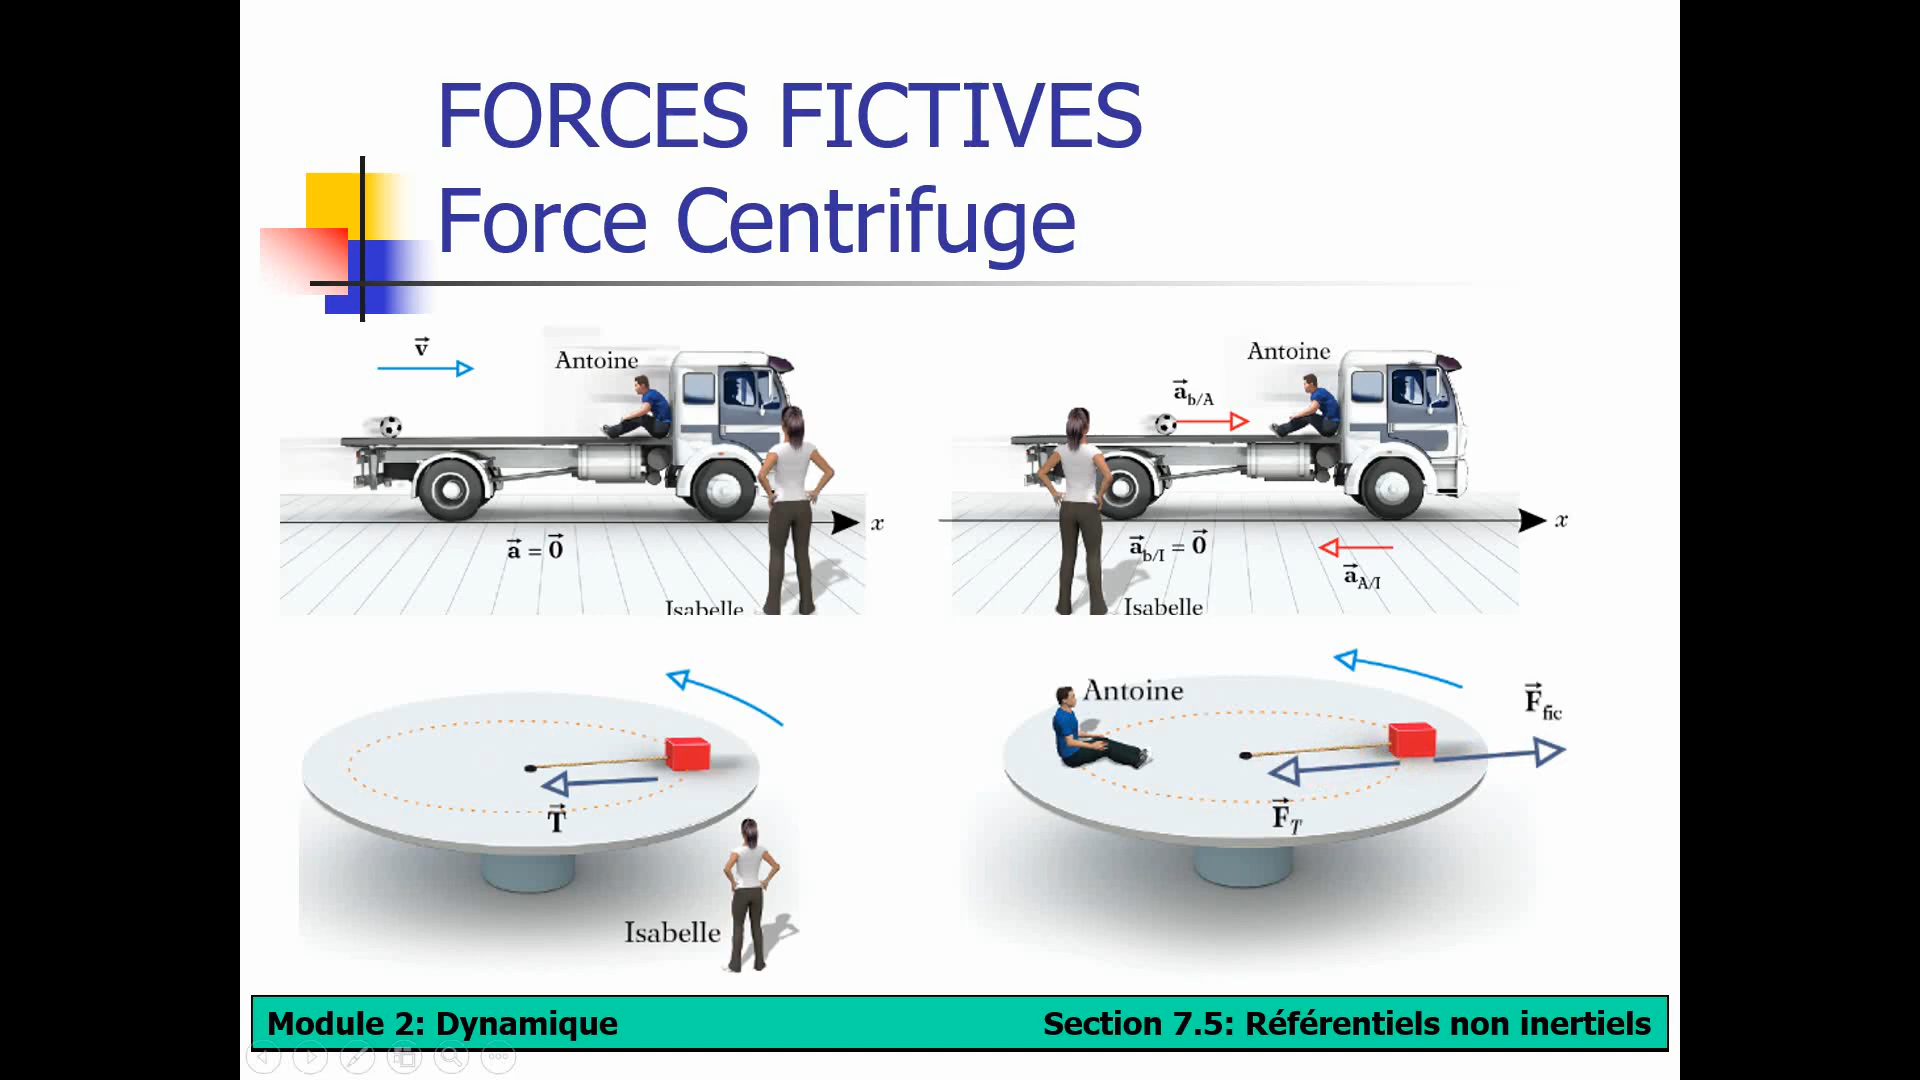 FORCES FICTIVES
Force Centrifuge
v⃗
Antoine
x
a⃗ = 0⃗
Isabelle
Antoine
a⃗b/A
x
a⃗b/I = 0⃗
a⃗A/I
Isabelle
T⃗
Isabelle
Antoine
F⃗fic
F⃗T
Module 2: Dynamique
Section 7.5: Référentiels non inertiels